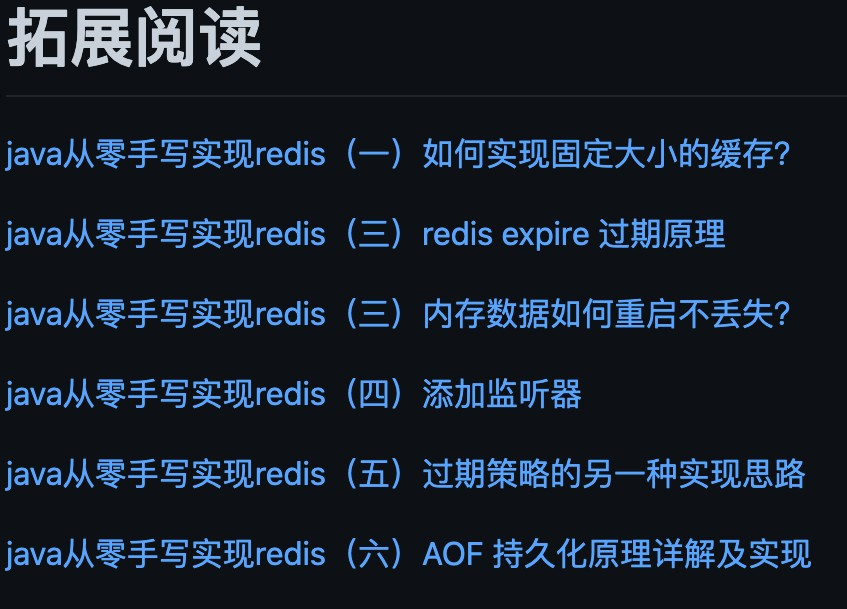 拓展阅读
java从零手写实现redis（一）如何实现固定大小的缓存?
java从零手写实现redis（三）redis expire 过期原理
java从零手写实现redis（三）内存数据如何重启不丢失?
java从零手写实现redis（四）添加监听器
java从零手写实现redis（五）过期策略的另一种实现思路
java从零手写实现redis（六）AOF 持久化原理详解及实现